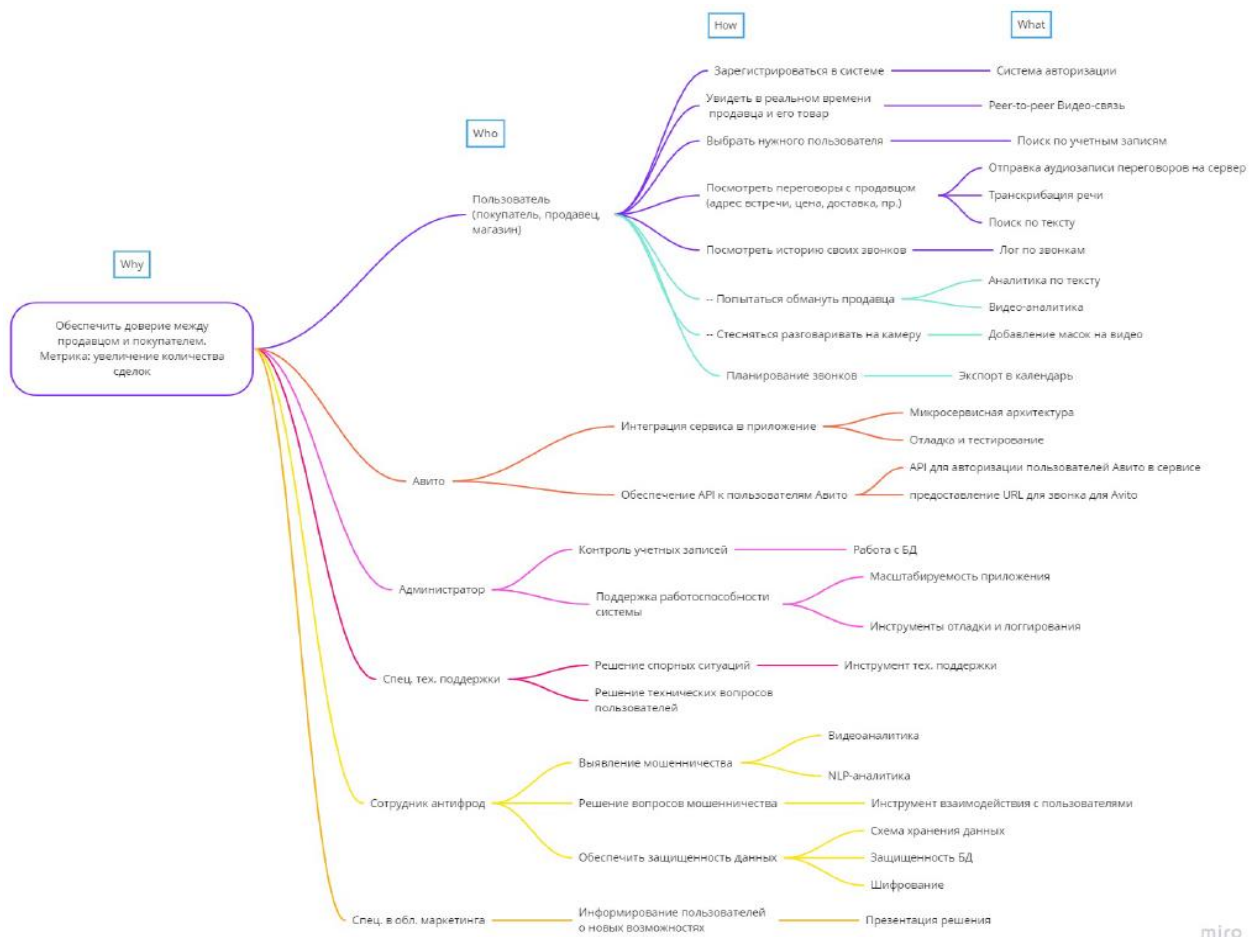 How
What
Зарегистрироваться в системе
Система авторизации
Увидеть в реальном времени
продавца и его товар
Peer-to-peer Видео-связь
Who
Выбрать нужного пользователя
Поиск по учетным записям
Отправка аудиозаписи переговоров на сервер
Посмотреть переговоры с продавцом
(адрес встречи, цена, доставка, пр.)
Транскрибация речи
Поиск по тексту
Пользователь
(покупатель, продавец,
магазин)
Посмотреть историю своих звонков
Лог по звонкам
Why
-- Попытаться обмануть продавца
Аналитика по тексту
Видео-аналитика
Обеспечить доверие между
продавцом и покупателем.
Метрика: увеличение количества
сделок
-- Стесняться разговаривать на камеру
Добавление масок на видео
Планирование звонков
Экспорт в календарь
Авито
Интеграция сервиса в приложение
Микросервисная архитектура
Отладка и тестирование
Обеспечение API к пользователям Авито
API для авторизации пользователей Авито в сервисе
предоставление URL для звонка для Avito
Администратор
Контроль учетных записей
Работа с БД
Поддержка работоспособности
системы
Масштабируемость приложения
Инструменты отладки и логгирования
Спец. тех. поддержки
Решение спорных ситуаций
Инструмент тех. поддержки
Решение технических вопросов
пользователей
Сотрудник антифрод
Выявление мошенничества
Видеоаналитика
NLP-аналитика
Решение вопросов мошенничества
Инструмент взаимодействия с пользователями
Обеспечить защищенность данных
Схема хранения данных
Защищенность БД
Шифрование
Спец. в обл. маркетинга
Информирование пользователей
о новых возможностях
Презентация решения
miro